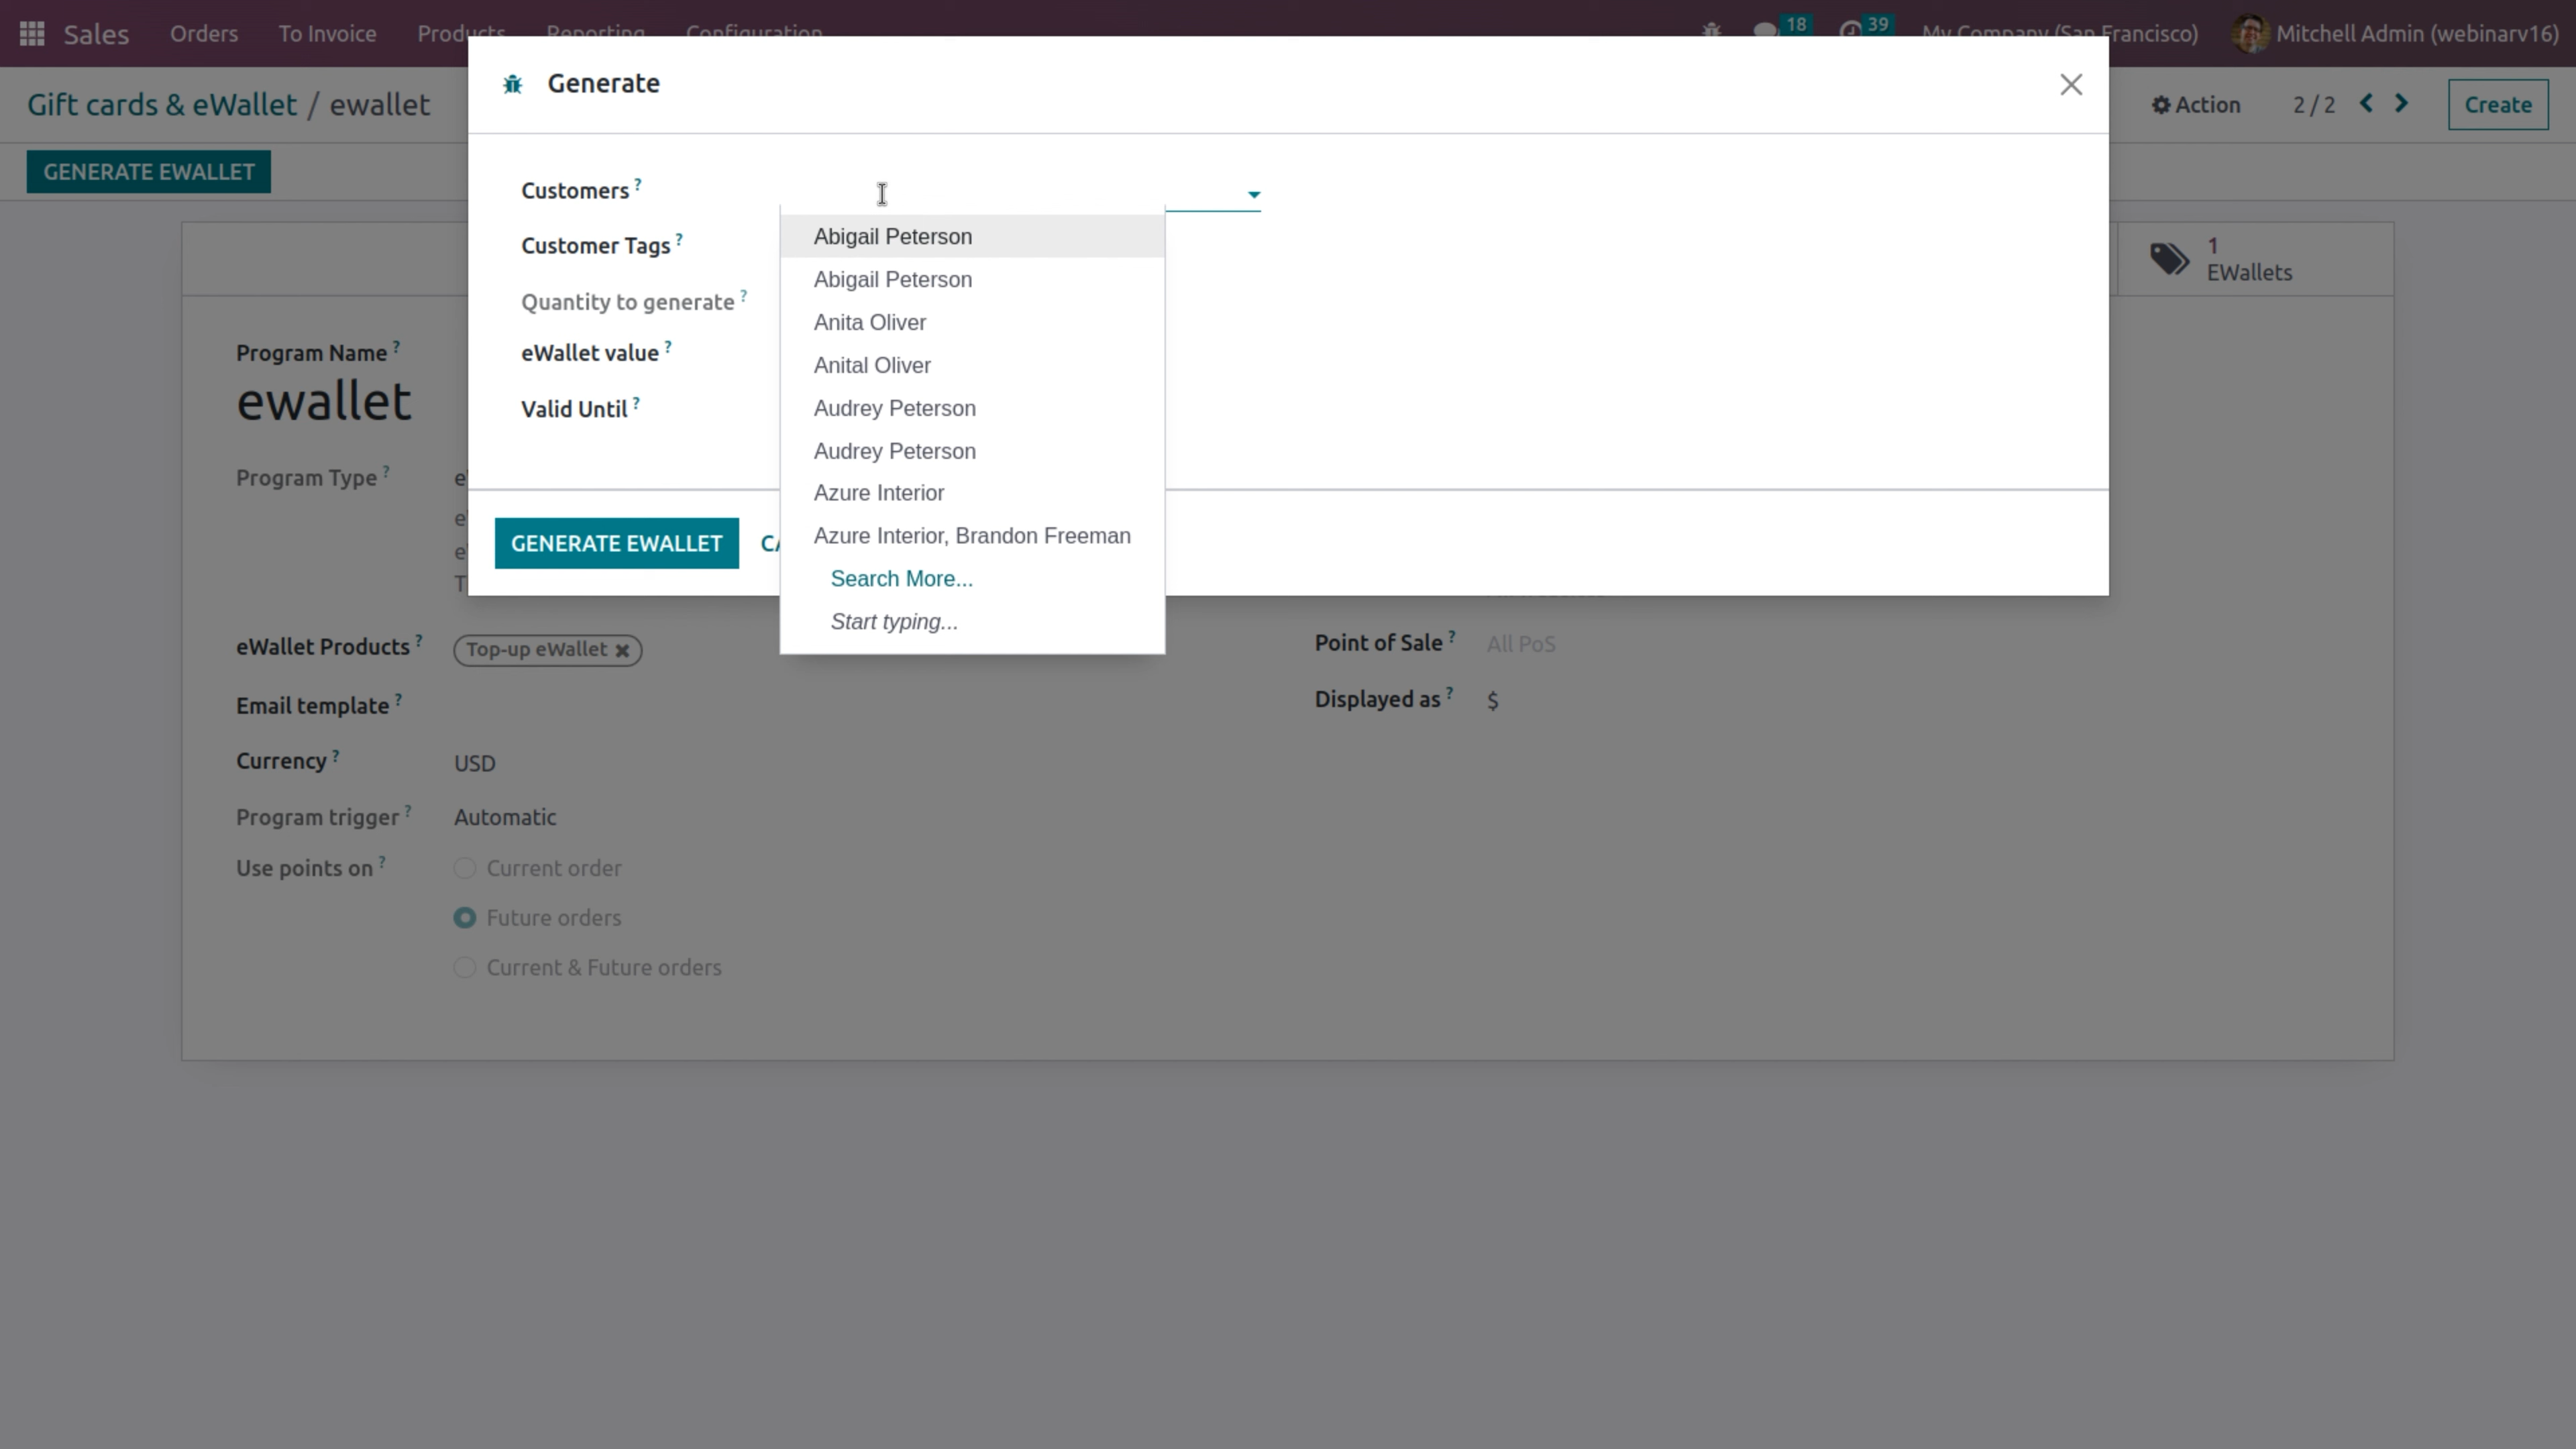 Sales Orders To Invoice Products Reporting Configuration 18 39 My Company (San Francisco) Mitchell Admin (webinarv16)
Generate
Gift cards & eWallet / ewallet Action 2 / 2 Create
GENERATE EWALLET
Customers ?
Customer Tags ?
Quantity to generate ?
eWallet value ?
Valid Until ?
Abigail Peterson
Abigail Peterson
Anita Oliver
Anital Oliver
Audrey Peterson
Audrey Peterson
Azure Interior
Azure Interior, Brandon Freeman
Search More...
Start typing...
GENERATE EWALLET
1
EWallets
Program Name ?
ewallet
Program Type ?
eWallet Products ? Top-up eWallet
Email template ?
Currency ? USD
Program trigger ? Automatic
Use points on ? Current order
Future orders
Current & Future orders
Point of Sale ? All PoS
Displayed as ? $